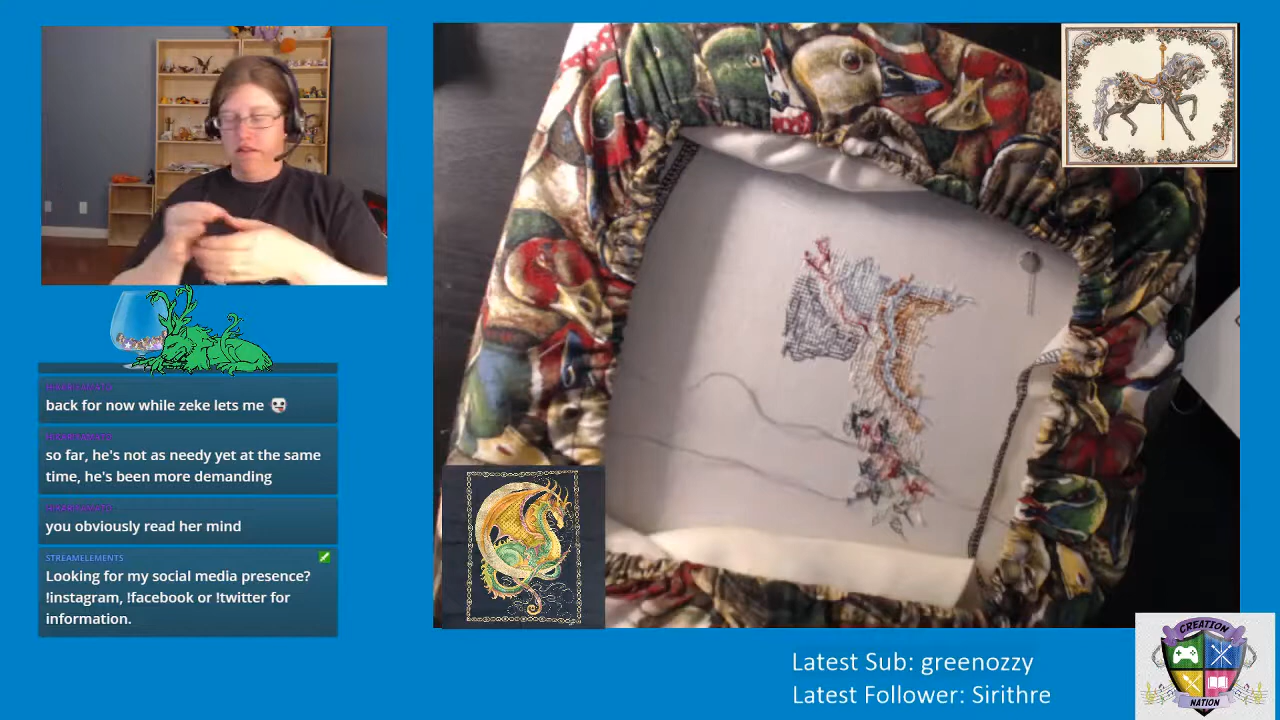 back for now while zeke lets me
so far, he's not as needy yet at the same
time, he's been more demanding
you obviously read her mind
STREAMELEMENTS
Looking for my social media presence?
!instagram, !facebook or !twitter for
information.
Latest Sub: greenozzy
Latest Follower: Sirithre
CREATION
NATION